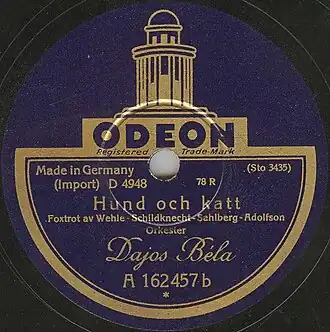 ODEON
Registered Trade-Mark
Made in Germany
(Import) D 4948 78 R (Sto 3435)
Hund och katt
Foxtrot av Wehle-Schildknecht-Sahlberg-Adolfson
Orkester
Dajos Béla
A 162457b
*